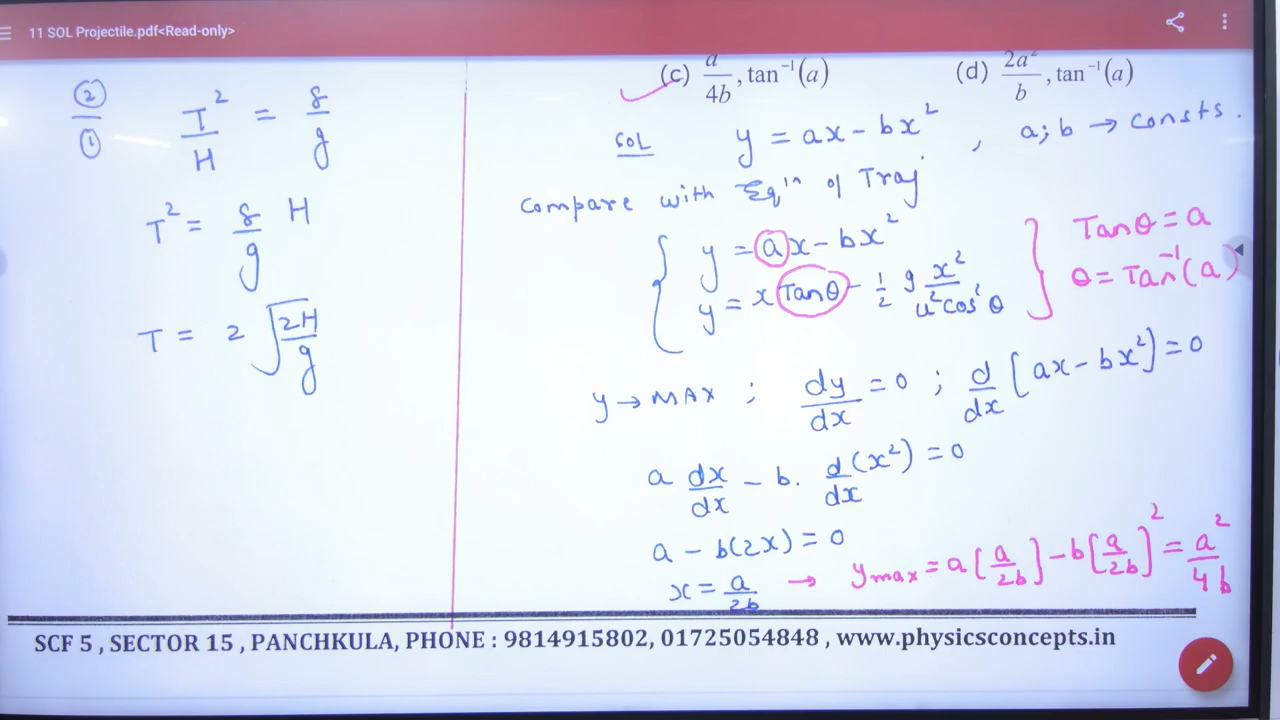 11 SOL Projectile.pdf<Read-only>
② / ① T² / H = 8 / g
T² = 8 / g H
T = 2 √(2H / g)
(c) a / 4b , tan⁻¹(a) (d) 2a² / b , tan⁻¹(a)
SOL y = ax - bx² , a; b → consts.
Compare with Eqⁿ of Traj
y = ax - bx² Tanθ = a
y = x Tanθ - 1/2 g x² / u²cos²θ θ = Tan⁻¹(a)
y → MAX ; dy/dx = 0 ; d/dx [ax - bx²] = 0
a dx/dx - b. d(x²)/dx = 0
a - b(2x) = 0
x = a/2b → y max = a[a/2b] - b[a/2b]² = a²/4b
SCF 5 , SECTOR 15 , PANCHKULA, PHONE : 9814915802, 01725054848 , www.physicsconcepts.in